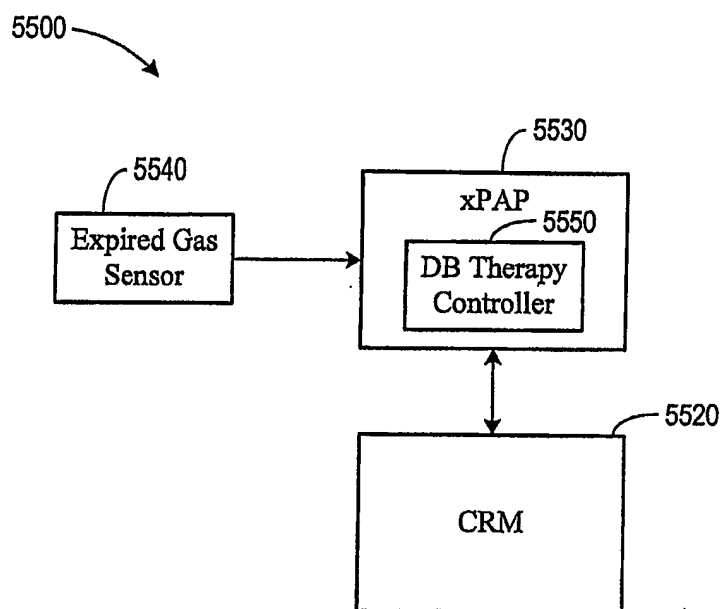 5500
5530
5540
xPAP
5550
Expired Gas
Sensor
DB Therapy
Controller
5520
CRM